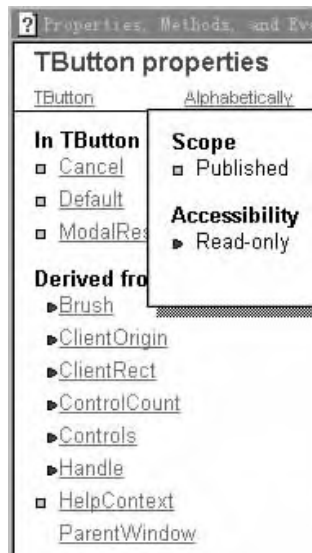 Properties, Methods, and Eve
TButton properties
TButton Alphabetically
In TButton
Cancel
Default
ModalRes
Scope
Published
Accessibility
Read-only
Derived fro
Brush
ClientOrigin
ClientRect
ControlCount
Controls
Handle
HelpContext
ParentWindow